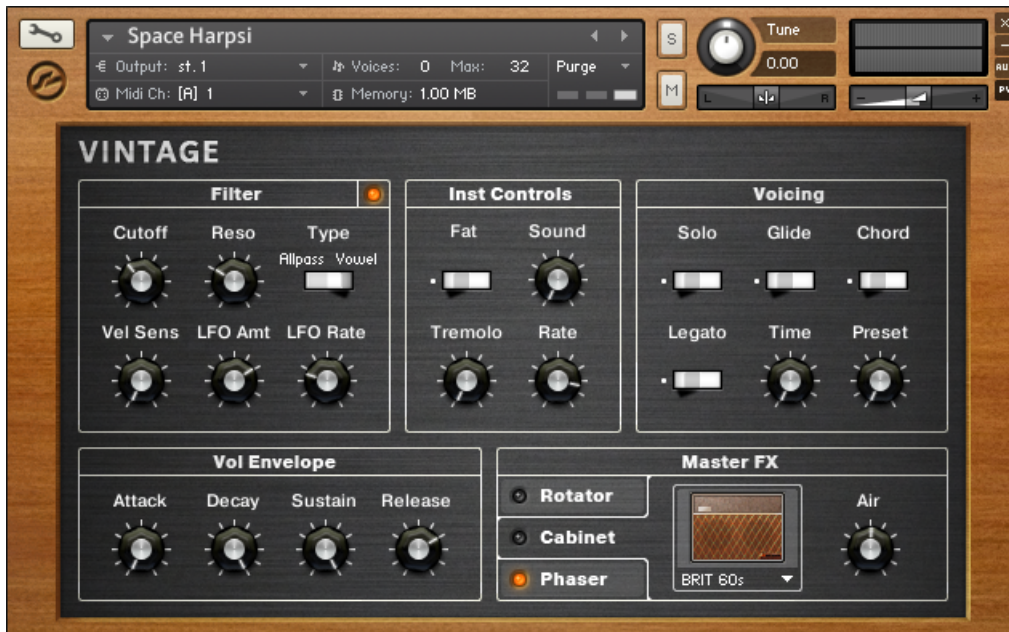 Space Harpsi
S
Tune
Output: st.1
Voices: 0 Max: 32
Purge
0.00
AU
Midi Ch: [A] 1
Memory: 1.00 MB
M
L
R
- +
PV
VINTAGE
Filter
Cutoff Reso Type
Allpass Vowel
Vel Sens LFO Amt LFO Rate
Inst Controls
Fat Sound
Tremolo Rate
Voicing
Solo Glide Chord
Legato Time Preset
Vol Envelope
Attack Decay Sustain Release
Master FX
Rotator
Cabinet
Phaser
BRIT 60s
Air